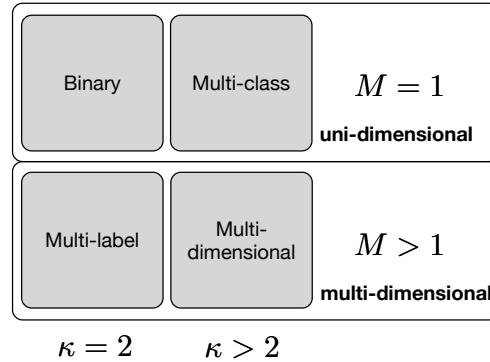 Binary
Multi-class
M = 1
uni-dimensional
Multi-label
Multi-
dimensional
M > 1
multi-dimensional
κ = 2
κ > 2